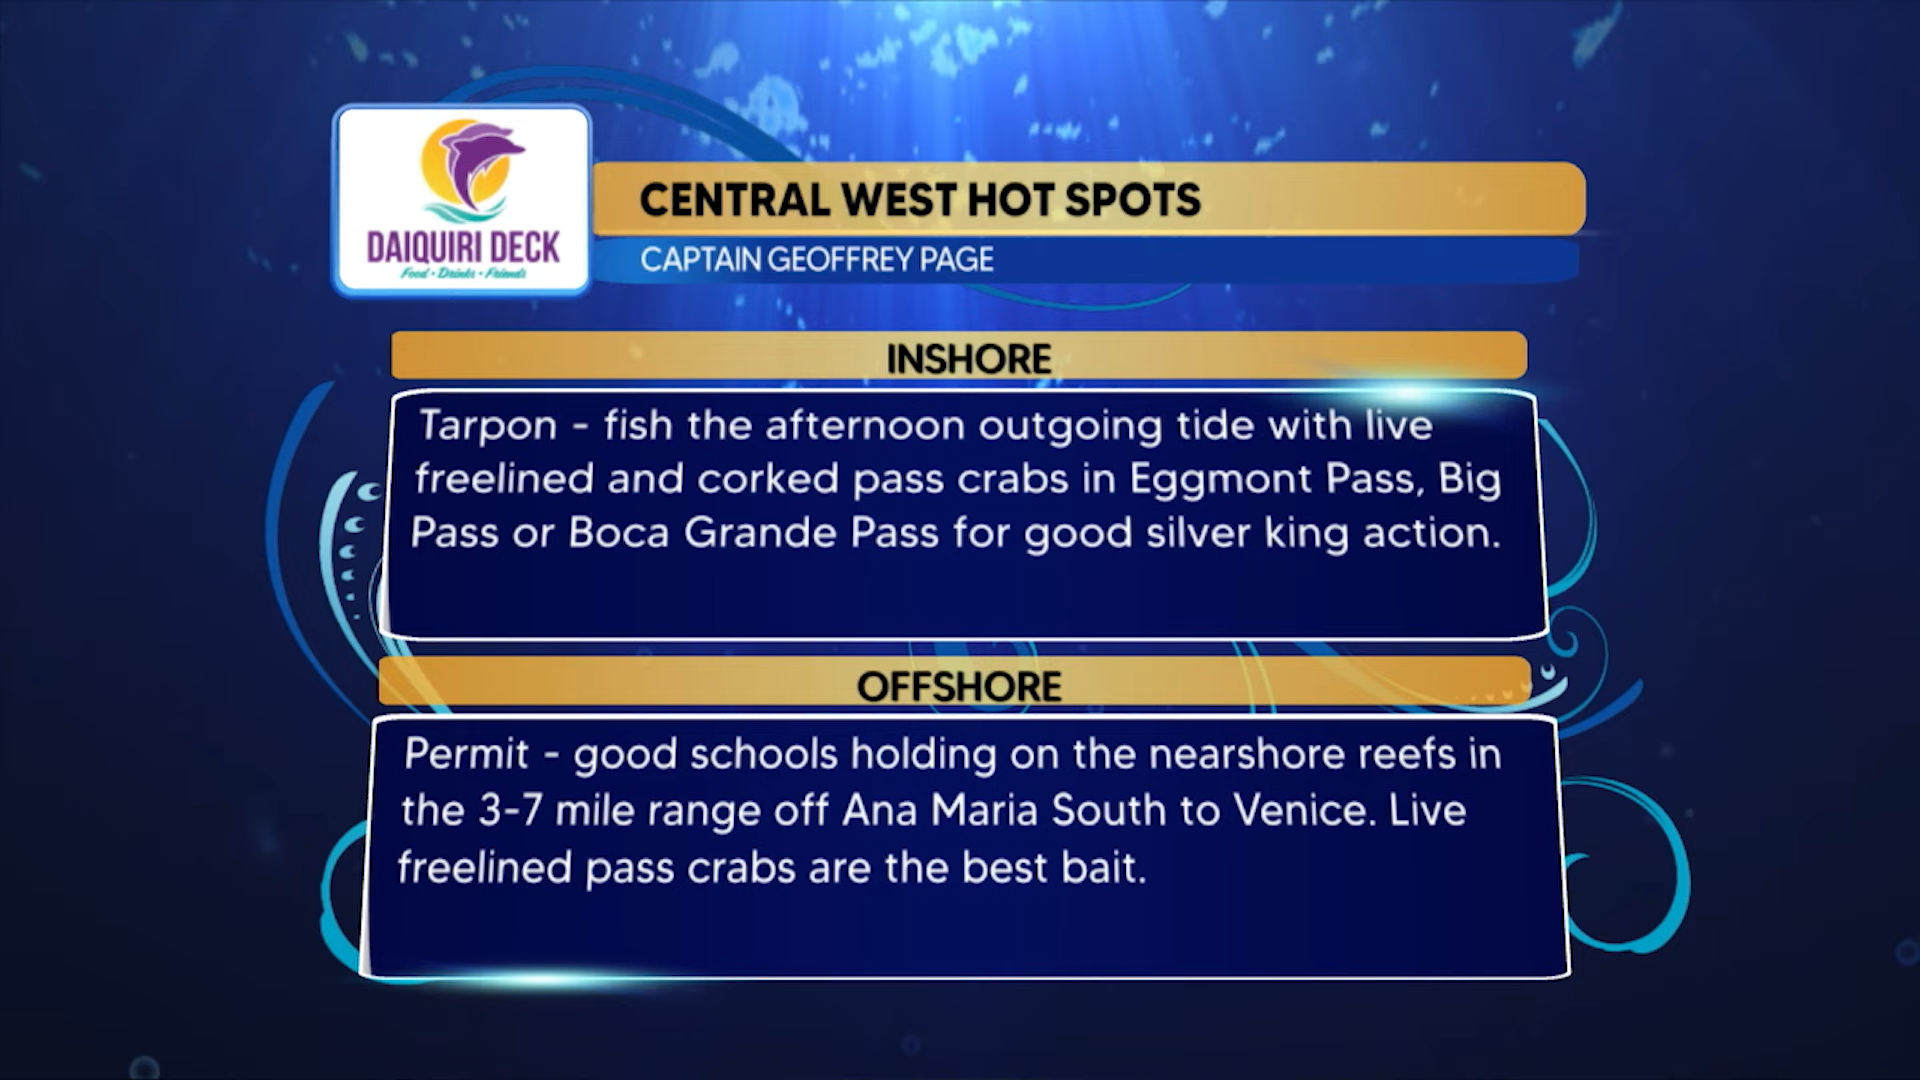 DAIQUIRI DECK
Food • Drinks • Friends
CENTRAL WEST HOT SPOTS
CAPTAIN GEOFFREY PAGE
INSHORE
Tarpon - fish the afternoon outgoing tide with live
freelined and corked pass crabs in Eggmont Pass, Big
Pass or Boca Grande Pass for good silver king action.
OFFSHORE
Permit - good schools holding on the nearshore reefs in
the 3-7 mile range off Ana Maria South to Venice. Live
freelined pass crabs are the best bait.